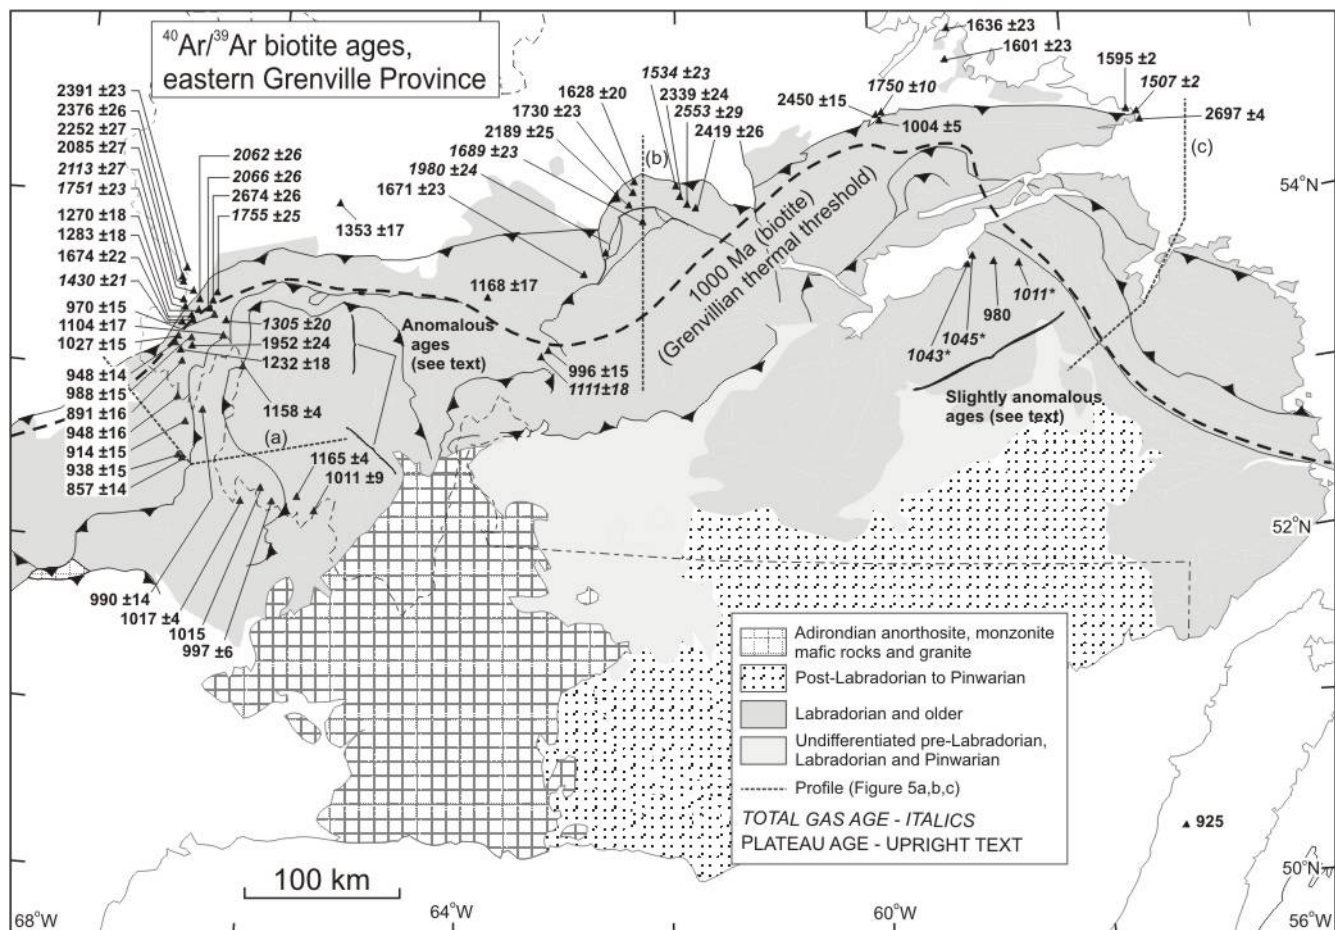 ⁴⁰Ar/³⁹Ar biotite ages,
eastern Grenville Province
2391 ±23
2376 ±26
2252 ±27
2085 ±27
2113 ±27
1751 ±23
1270 ±18
1283 ±18
1674 ±22
1430 ±21
970 ±15
1104 ±17
1027 ±15
948 ±14
988 ±15
891 ±16
948 ±16
914 ±15
938 ±15
857 ±14
2062 ±26
2066 ±26
2674 ±26
1755 ±25
1353 ±17
1305 ±20
1952 ±24
1232 ±18
1158 ±4
(a)
1165 ±4
1011 ±9
990 ±14
1017 ±4
1015
997 ±6
Anomalous
ages (see text)
1168 ±17
996 ±15
1111±18
1628 ±20
1730 ±23
2189 ±25
1689 ±23
1980 ±24
1671 ±23
(b)
1534 ±23
2339 ±24
2553 ±29
2419 ±26
1000 Ma (biotite)
(Grenvillian thermal threshold)
2450 ±15
1750 ±10
1004 ±5
1636 ±23
1601 ±23
1595 ±2
1507 ±2
2697 ±4
(c)
1043*
1045*
980
1011*
Slightly anomalous
ages (see text)
54°N
52°N
50°N
Adirondian anorthosite, monzonite
mafic rocks and granite
Post-Labradorian to Pinwarian
Labradorian and older
Undifferentiated pre-Labradorian,
Labradorian and Pinwarian
Profile (Figure 5a,b,c)
TOTAL GAS AGE - ITALICS
PLATEAU AGE - UPRIGHT TEXT
925
100 km
68°W
64°W
60°W
56°W